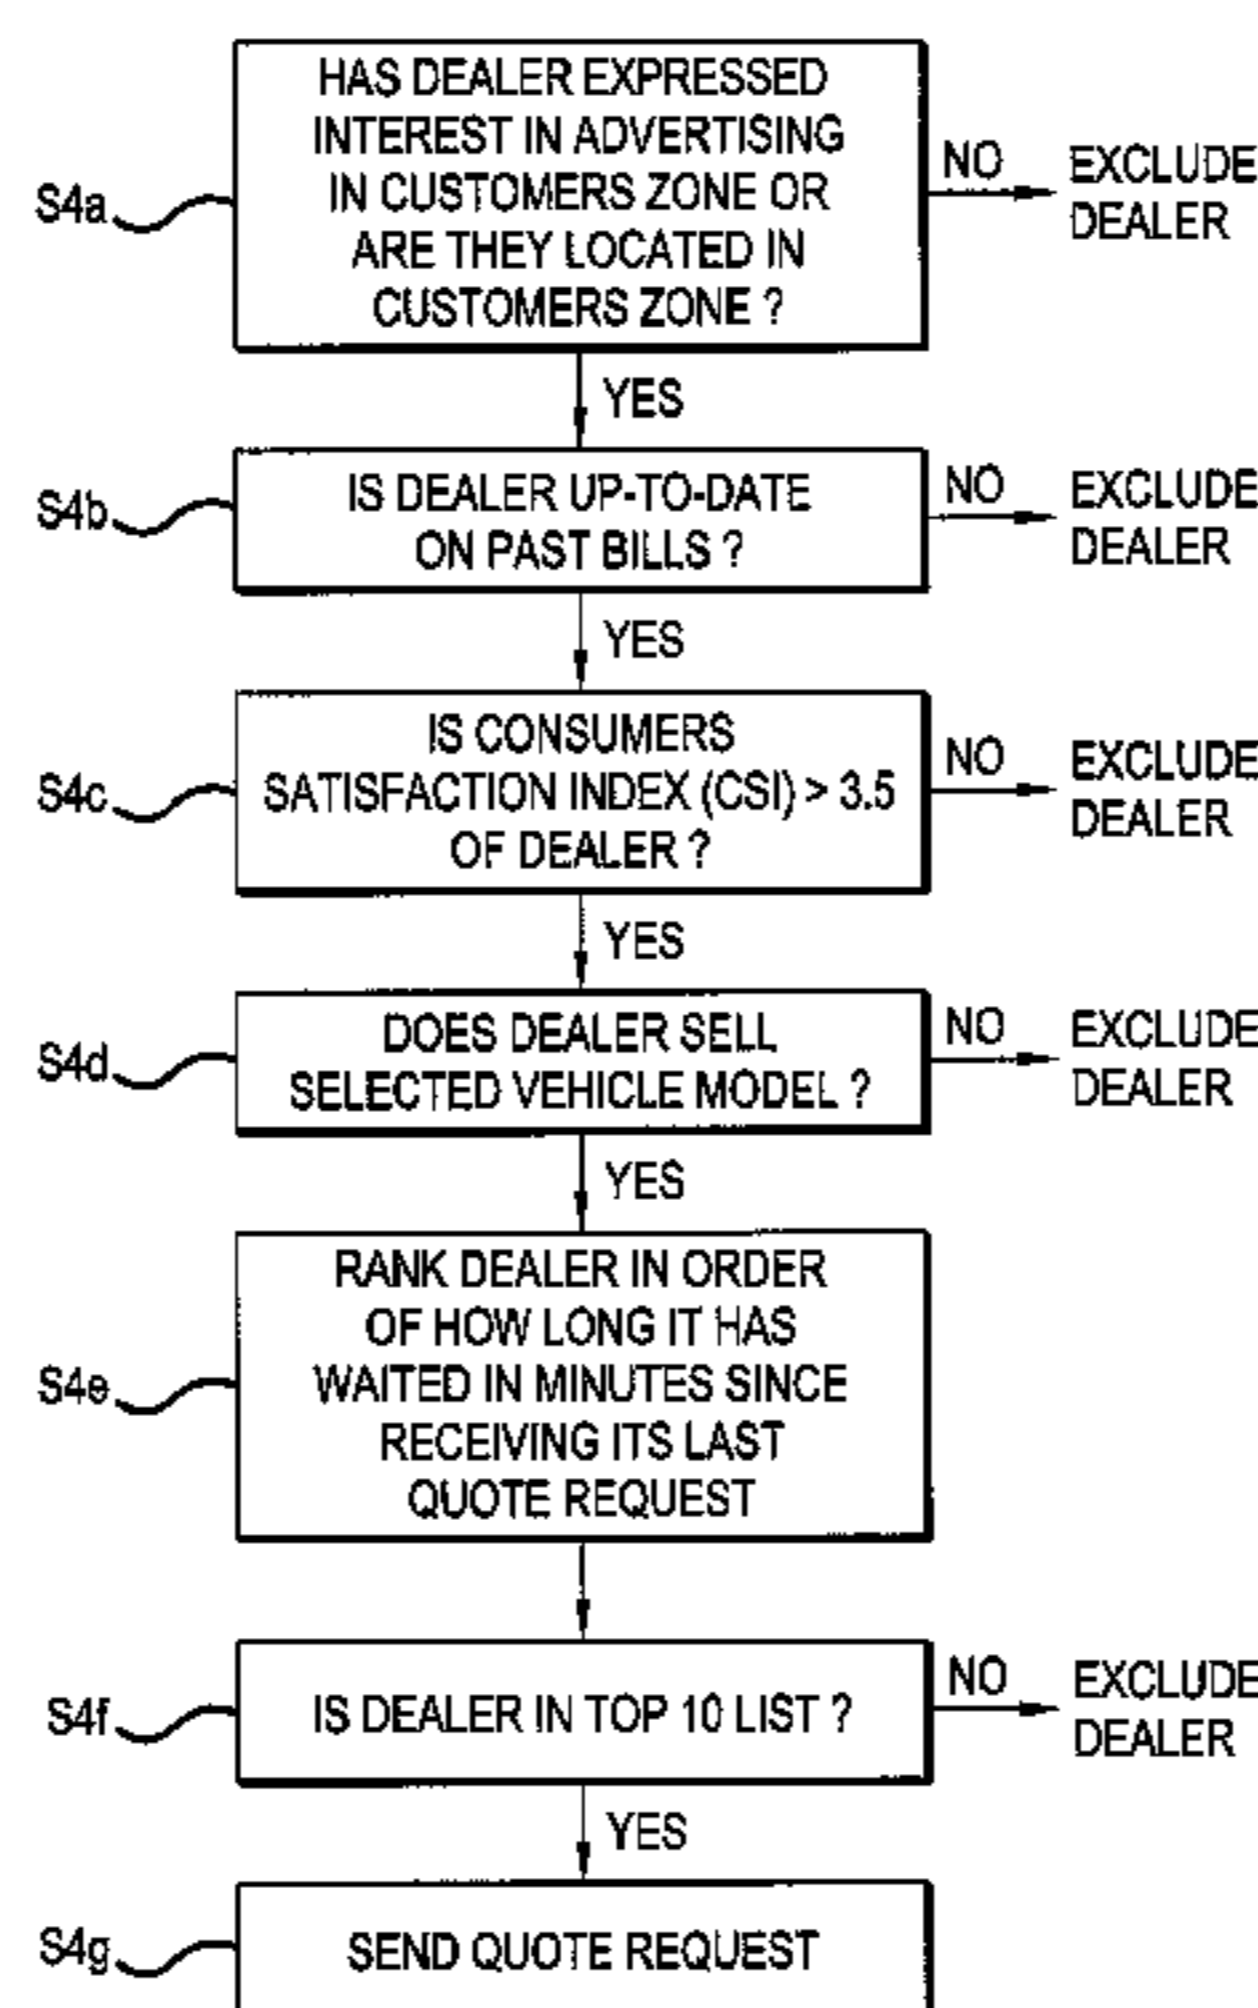 HAS DEALER EXPRESSED
INTEREST IN ADVERTISING
IN CUSTOMERS ZONE OR
ARE THEY LOCATED IN
CUSTOMERS ZONE ?
S4a
NO
EXCLUDE
DEALER
YES
IS DEALER UP-TO-DATE
ON PAST BILLS ?
S4b
NO
EXCLUDE
DEALER
YES
IS CONSUMERS
SATISFACTION INDEX (CSI) > 3.5
OF DEALER ?
S4c
NO
EXCLUDE
DEALER
YES
DOES DEALER SELL
SELECTED VEHICLE MODEL ?
S4d
NO
EXCLUDE
DEALER
YES
RANK DEALER IN ORDER
OF HOW LONG IT HAS
WAITED IN MINUTES SINCE
RECEIVING ITS LAST
QUOTE REQUEST
S4e
IS DEALER IN TOP 10 LIST ?
S4f
NO
EXCLUDE
DEALER
YES
SEND QUOTE REQUEST
S4g